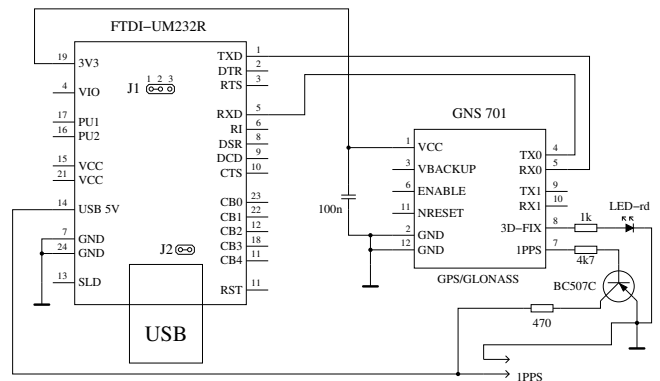 FTDI-UM232R
19 3V3
4 VIO
17 PU1
16 PU2
15 VCC
21 VCC
14 USB 5V
7 GND
24 GND
13 SLD
J1 1 2 3
J2
USB
TXD 1
DTR 2
RTS 3
RXD 5
RI 6
DSR 8
DCD 9
CTS 10
CB0 23
CB1 22
CB2 12
CB3 18
CB4 11
RST 11
100n
GNS 701
1 VCC
3 VBACKUP
6 ENABLE
11 NRESET
2 GND
12 GND
TX0 4
RX0 5
TX1 9
RX1 10
3D-FIX 8
1PPS 7
GPS/GLONASS
1k
LED-rd
4k7
BC507C
470
1PPS